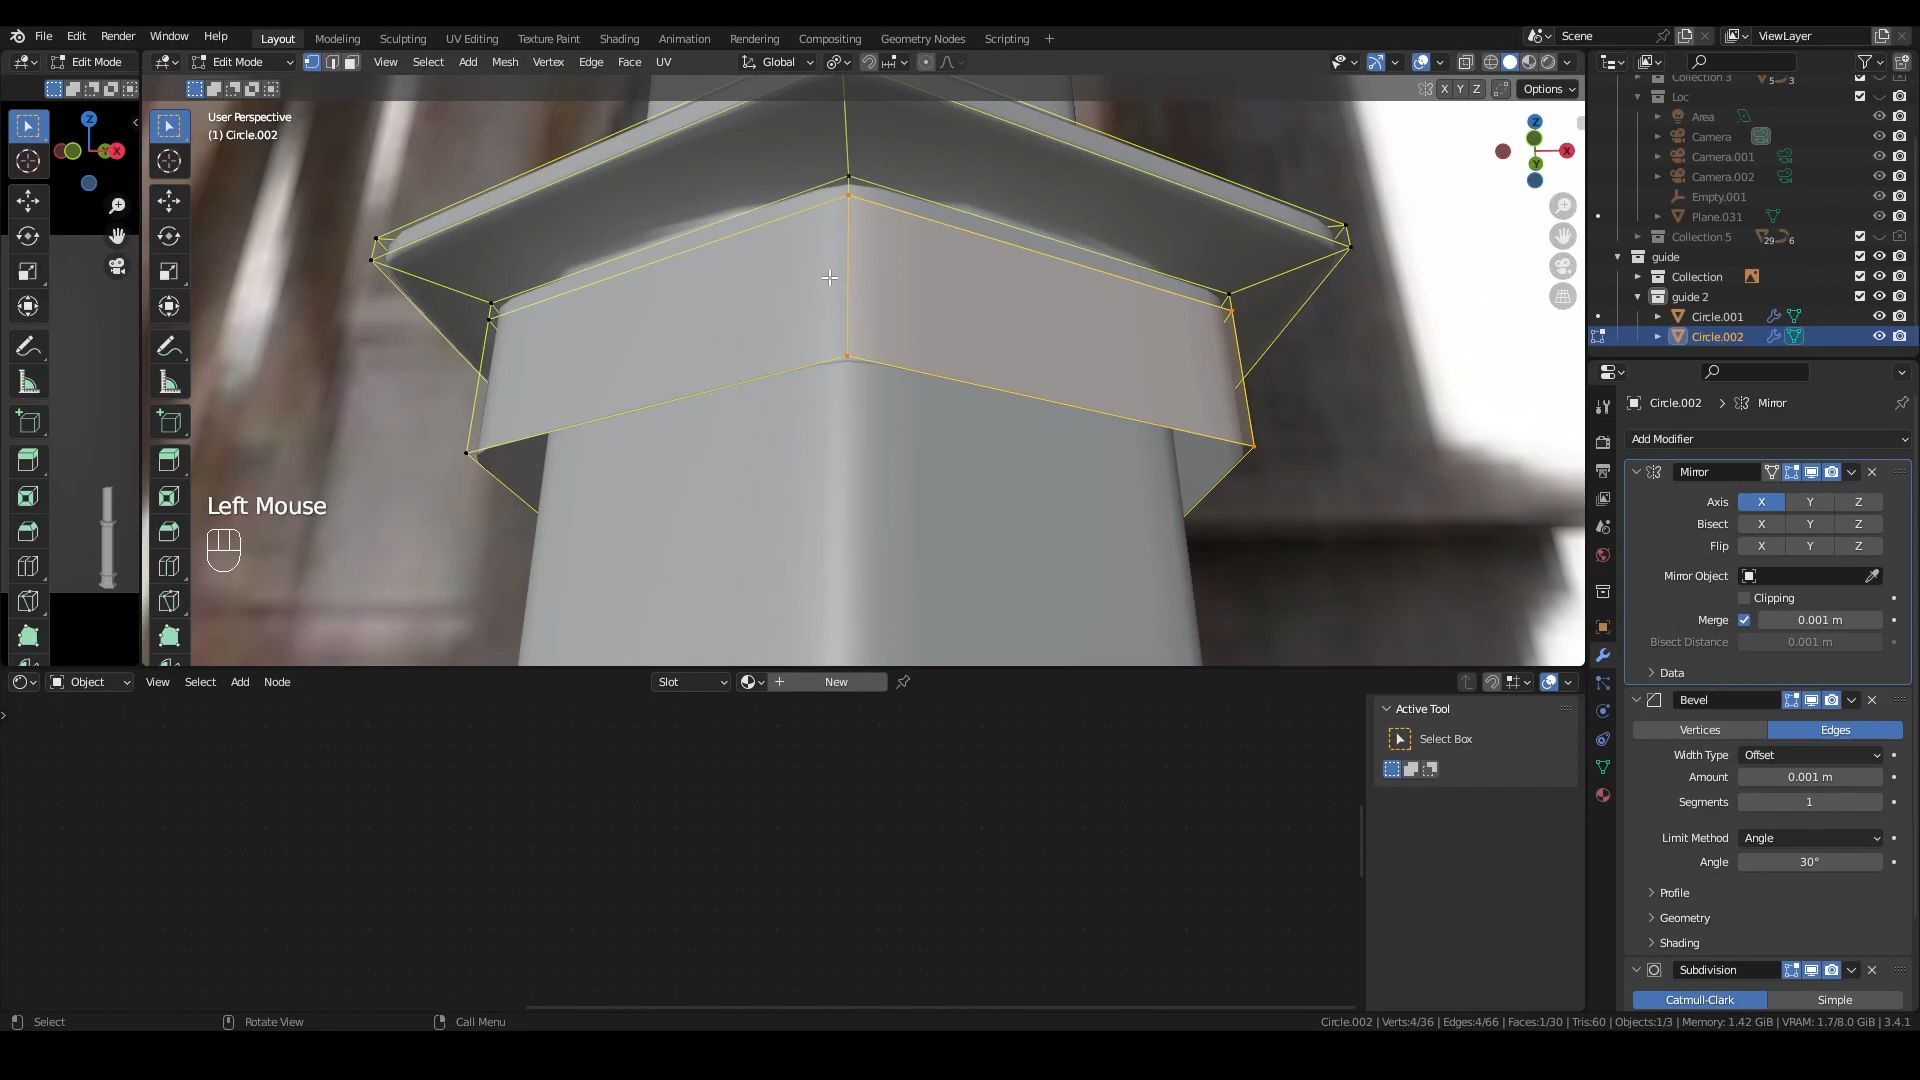 File Edit Render Window Help Layout Modeling Sculpting UV Editing Texture Paint Shading Animation Rendering Compositing Geometry Nodes Scripting + Scene ViewLayer
Edit Mode Edit Mode View Select Add Mesh Vertex Edge Face UV Global
X Y Z Options
User Perspective
(1) Circle.002
Z
X
Y
X
Left Mouse
Collection 3 5 3
Loc
Area
Camera
Camera.001
Camera.002
Empty.001
Plane.031
Collection 5 29 6
guide
Collection
guide 2
Circle.001
Circle.002
Circle.002 > Mirror
Add Modifier
Mirror
Axis X Y Z
Bisect X Y Z
Flip X Y Z
Mirror Object
Clipping
Merge 0.001 m
Bisect Distance 0.001 m
Data
Bevel
Vertices Edges
Width Type Offset
Amount 0.001 m
Segments 1
Limit Method Angle
Angle 30°
Profile
Geometry
Shading
Subdivision
Catmull-Clark Simple
Object View Select Add Node Slot + New
Active Tool
Select Box
Select Rotate View Call Menu Circle.002 | Verts:4/36 | Edges:4/66 | Faces:1/30 | Tris:60 | Objects:1/3 | Memory: 1.42 GiB | VRAM: 1.7/8.0 GiB | 3.4.1